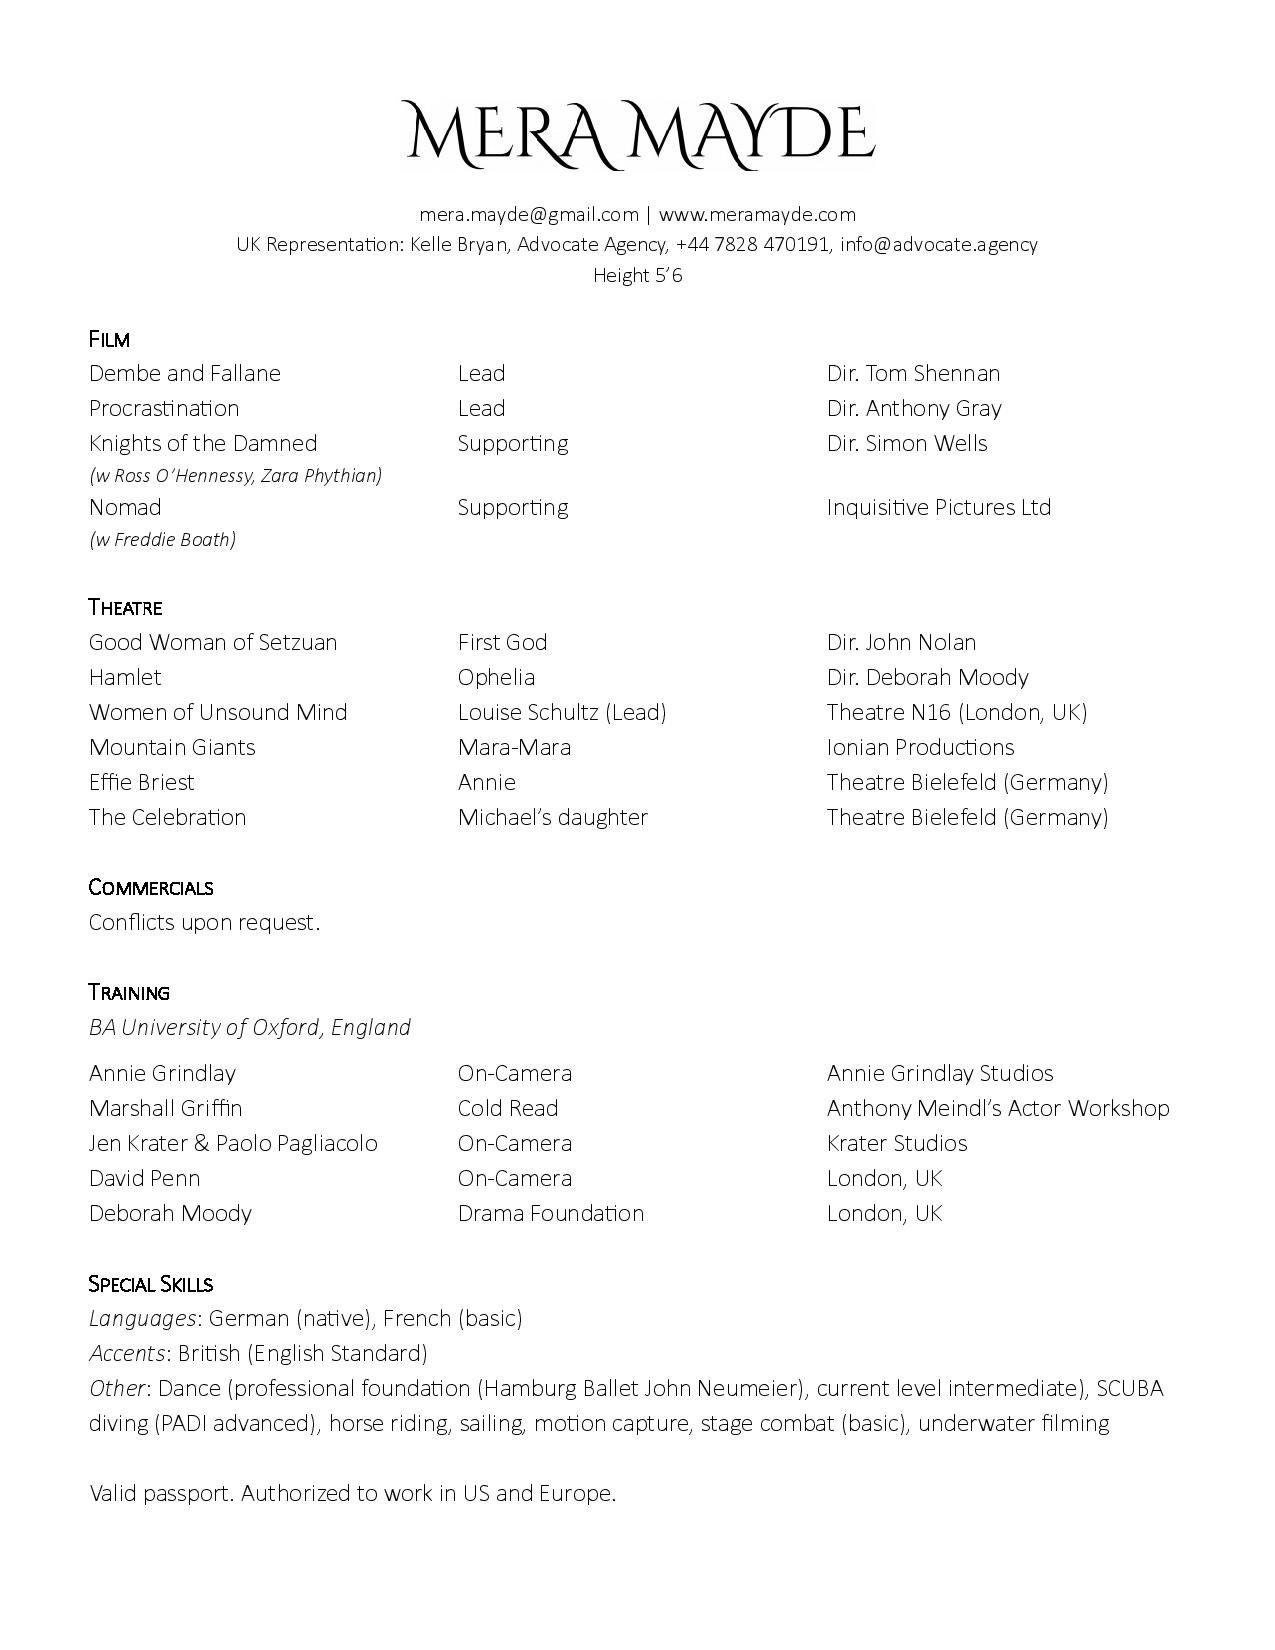 MERA MAYDE
mera.mayde@gmail.com | www.meramayde.com
UK Representation: Kelle Bryan, Advocate Agency, +44 7828 470191, info@advocate.agency
Height 5’6
FILM
Dembe and Fallane Lead Dir. Tom Shennan
Procrastination Lead Dir. Anthony Gray
Knights of the Damned Supporting Dir. Simon Wells
(w Ross O’Hennessy, Zara Phythian)
Nomad Supporting Inquisitive Pictures Ltd
(w Freddie Boath)
THEATRE
Good Woman of Setzuan First God Dir. John Nolan
Hamlet Ophelia Dir. Deborah Moody
Women of Unsound Mind Louise Schultz (Lead) Theatre N16 (London, UK)
Mountain Giants Mara-Mara Ionian Productions
Effie Briest Annie Theatre Bielefeld (Germany)
The Celebration Michael’s daughter Theatre Bielefeld (Germany)
COMMERCIALS
Conflicts upon request.
TRAINING
BA University of Oxford, England
Annie Grindlay On-Camera Annie Grindlay Studios
Marshall Griffin Cold Read Anthony Meindl’s Actor Workshop
Jen Krater & Paolo Pagliacolo On-Camera Krater Studios
David Penn On-Camera London, UK
Deborah Moody Drama Foundation London, UK
SPECIAL SKILLS
Languages: German (native), French (basic)
Accents: British (English Standard)
Other: Dance (professional foundation (Hamburg Ballet John Neumeier), current level intermediate), SCUBA
diving (PADI advanced), horse riding, sailing, motion capture, stage combat (basic), underwater filming
Valid passport. Authorized to work in US and Europe.